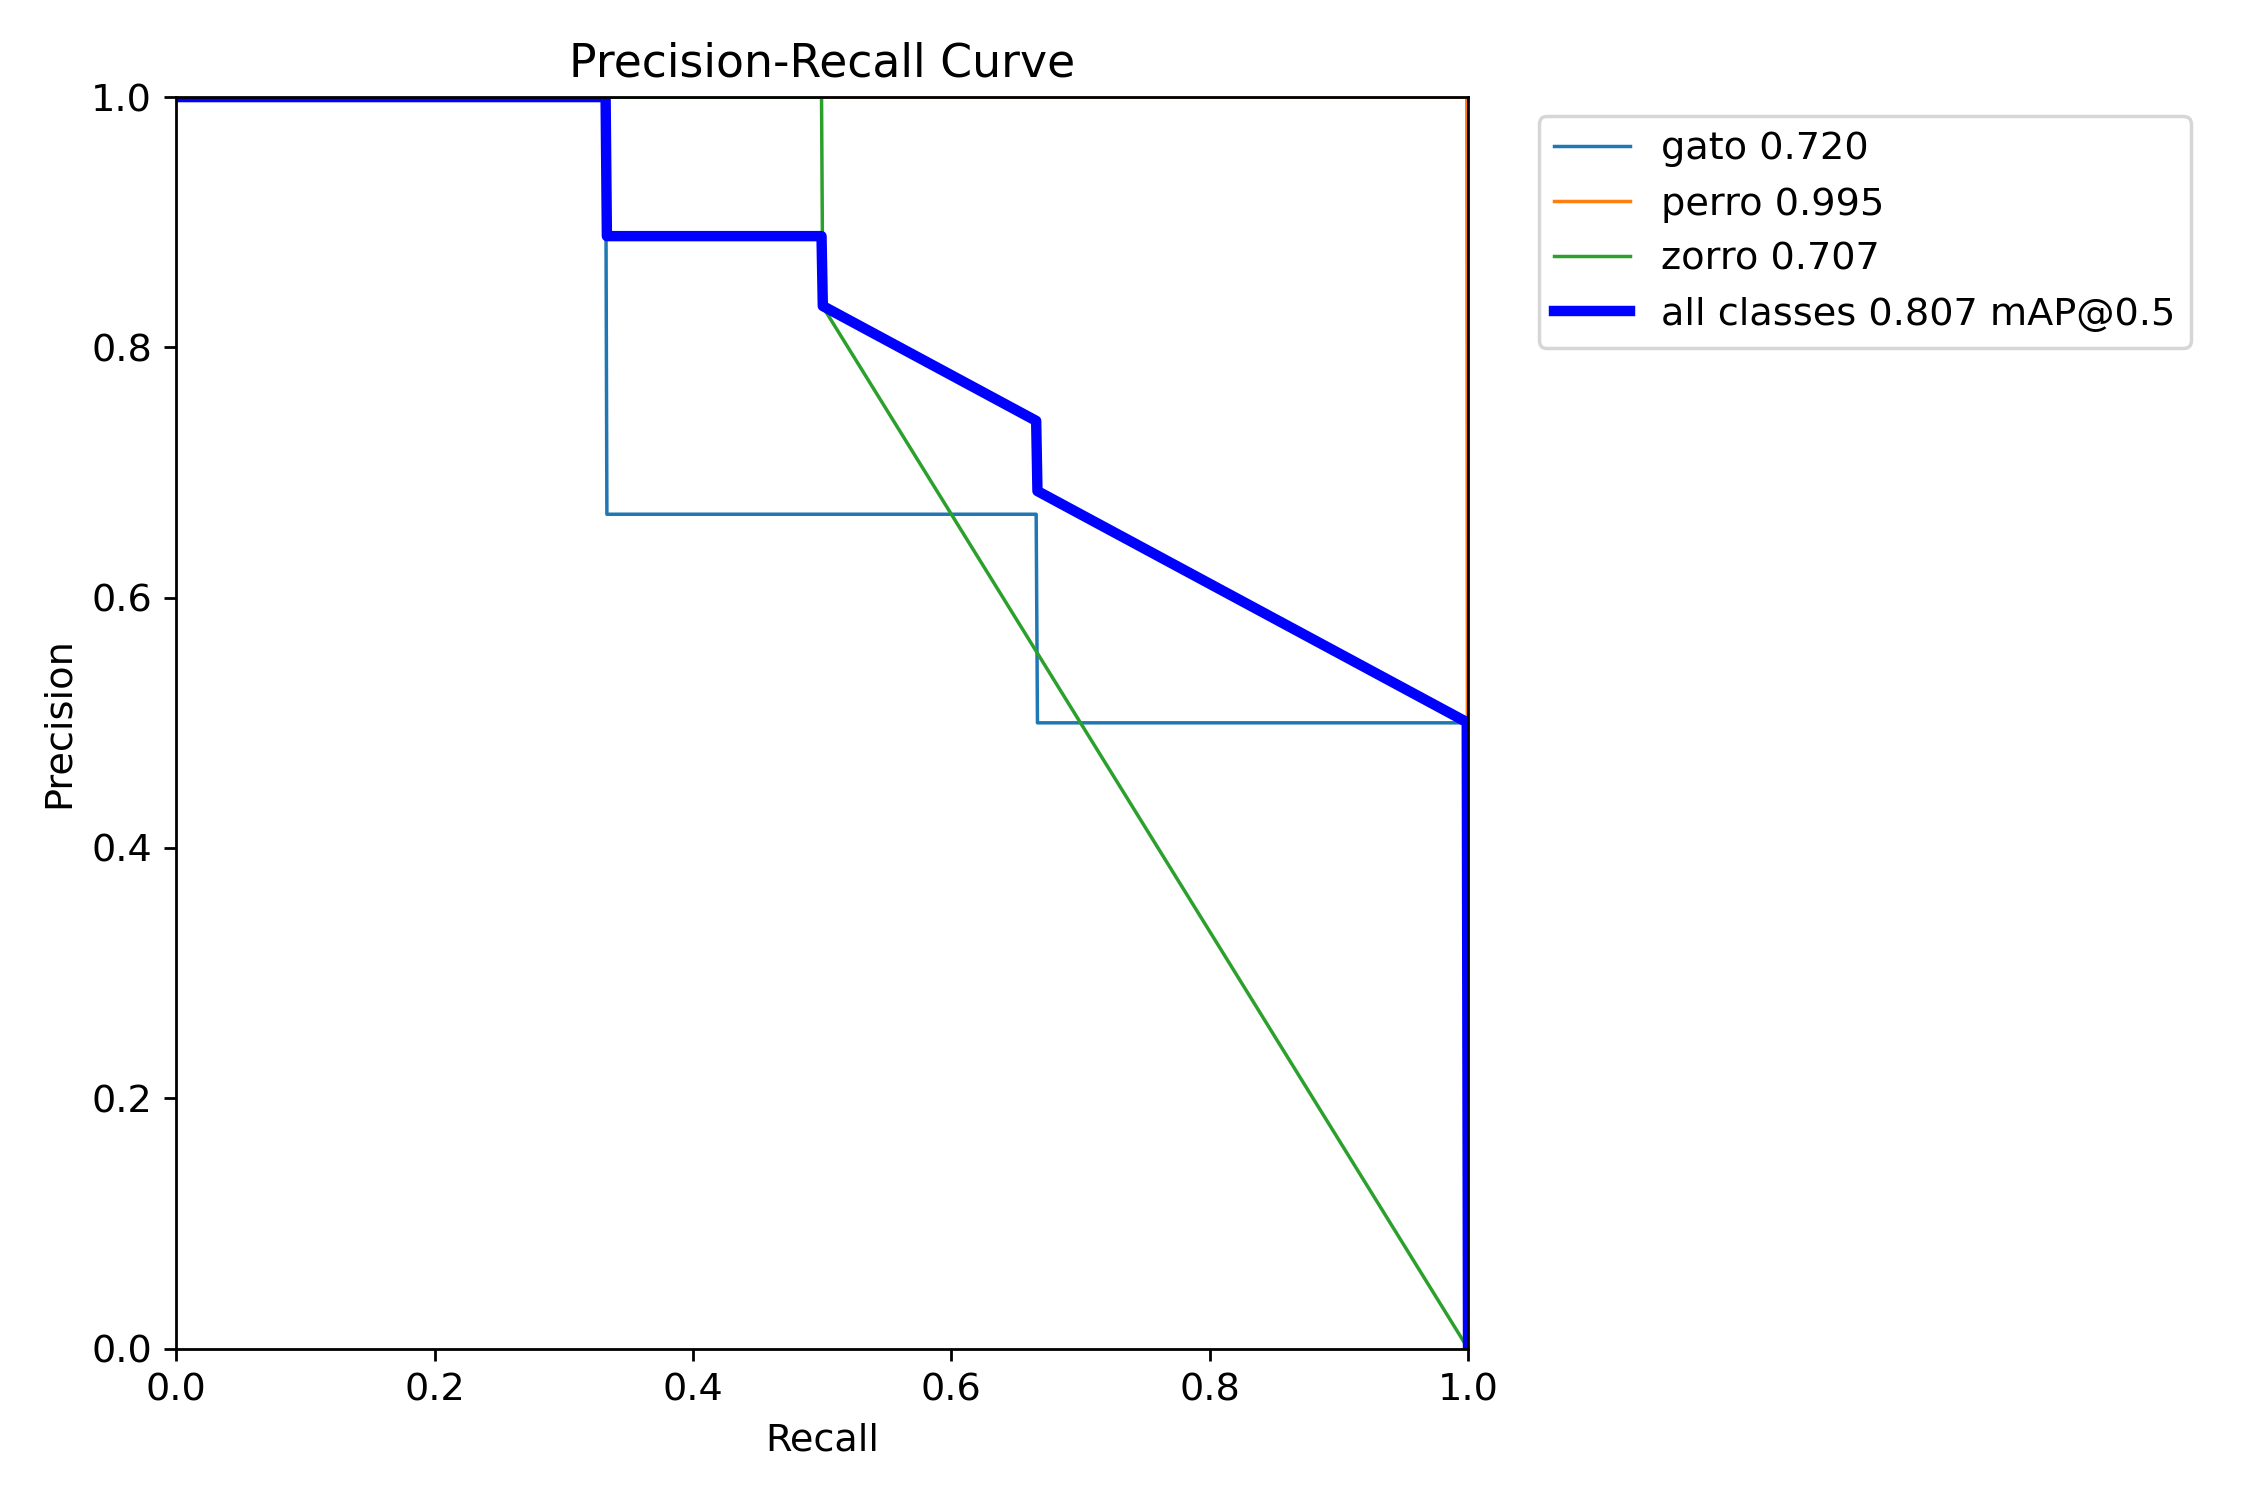 Precision-Recall Curve
1.0
0.8
0.6
0.4
0.2
0.0
Precision
0.0 0.2 0.4 0.6 0.8 1.0
Recall
gato 0.720
perro 0.995
zorro 0.707
all classes 0.807 mAP@0.5